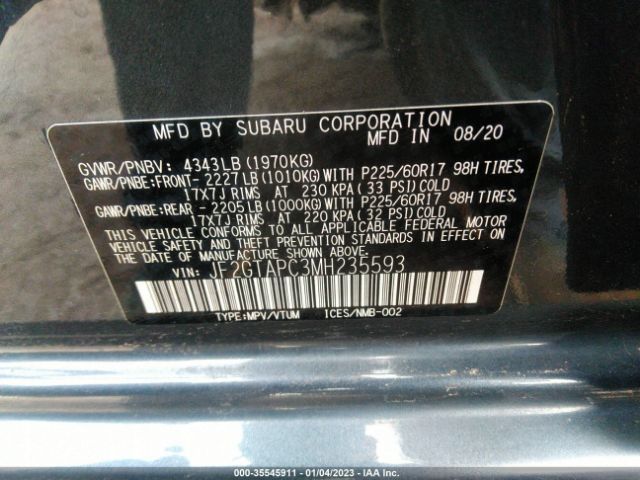 MFD BY SUBARU CORPORATION
MFD IN 08/20
GVWR/PNBV: 4343LB (1970KG)
GAWR/PNBE:FRONT- 2227LB (1010KG) WITH P225/60R17 98H TIRES,
17X7J RIMS AT 230 KPA (33 PSI) COLD
GAWR/PNBE:REAR - 2205LB (1000KG) WITH P225/60R17 98H TIRES,
17X7J RIMS AT 220 KPA (32 PSI) COLD
THIS VEHICLE CONFORMS TO ALL APPLICABLE FEDERAL MOTOR
VEHICLE SAFETY AND THEFT PREVENTION STANDARDS IN EFFECT ON
THE DATE OF MANUFACTURE SHOWN ABOVE.
VIN: JF2GTAPC3MH235593
TYPE:MPV/VTUM ICES/NMB-002
000-35545911 - 01/04/2023 - IAA Inc.